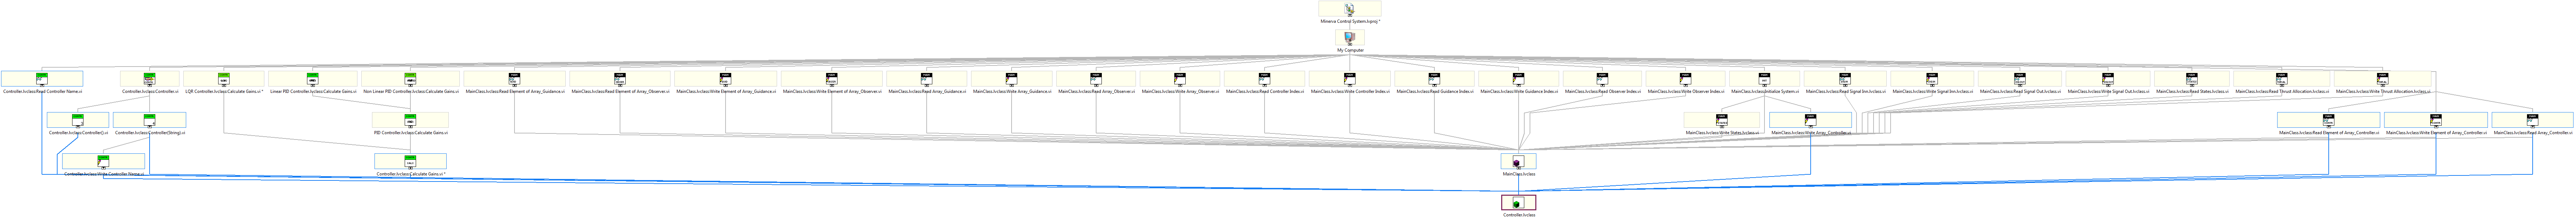 Minerva Control System.lvproj *
My Computer
Controller.lvclass:Read Controller Name.vi
Controller.lvclass:Controller.vi
LQR Controller.lvclass:Calculate Gains.vi *
Linear PID Controller.lvclass:Calculate Gains.vi
Non Linear PID Controller.lvclass:Calculate Gains.vi
MainClass.lvclass:Read Element of Array_Guidance.vi
MainClass.lvclass:Read Element of Array_Observer.vi
MainClass.lvclass:Write Element of Array_Guidance.vi
MainClass.lvclass:Write Element of Array_Observer.vi
MainClass.lvclass:Read Array_Guidance.vi
MainClass.lvclass:Write Array_Guidance.vi
MainClass.lvclass:Read Array_Observer.vi
MainClass.lvclass:Write Array_Observer.vi
MainClass.lvclass:Read Controller Index.vi
MainClass.lvclass:Write Controller Index.vi
MainClass.lvclass:Read Guidance Index.vi
MainClass.lvclass:Write Guidance Index.vi
MainClass.lvclass:Read Observer Index.vi
MainClass.lvclass:Write Observer Index.vi
MainClass.lvclass:Initialize System.vi
MainClass.lvclass:Read Signal Inn.lvclass.vi
MainClass.lvclass:Write Signal Inn.lvclass.vi
MainClass.lvclass:Read Signal Out.lvclass.vi
MainClass.lvclass:Write Signal Out.lvclass.vi
MainClass.lvclass:Read States.lvclass.vi
MainClass.lvclass:Read Thrust Allocation.lvclass.vi
MainClass.lvclass:Write Thrust Allocation.lvclass.vi
Controller.lvclass:Controller().vi
Controller.lvclass:Controller(String).vi
PID Controller.lvclass:Calculate Gains.vi
MainClass.lvclass:Write States.lvclass.vi
MainClass.lvclass:Write Array_Controller.vi
MainClass.lvclass:Read Element of Array_Controller.vi
MainClass.lvclass:Write Element of Array_Controller.vi
MainClass.lvclass:Read Array_Controller.vi
Controller.lvclass:Write Controller Name.vi
Controller.lvclass:Calculate Gains.vi *
MainClass.lvclass
Controller.lvclass